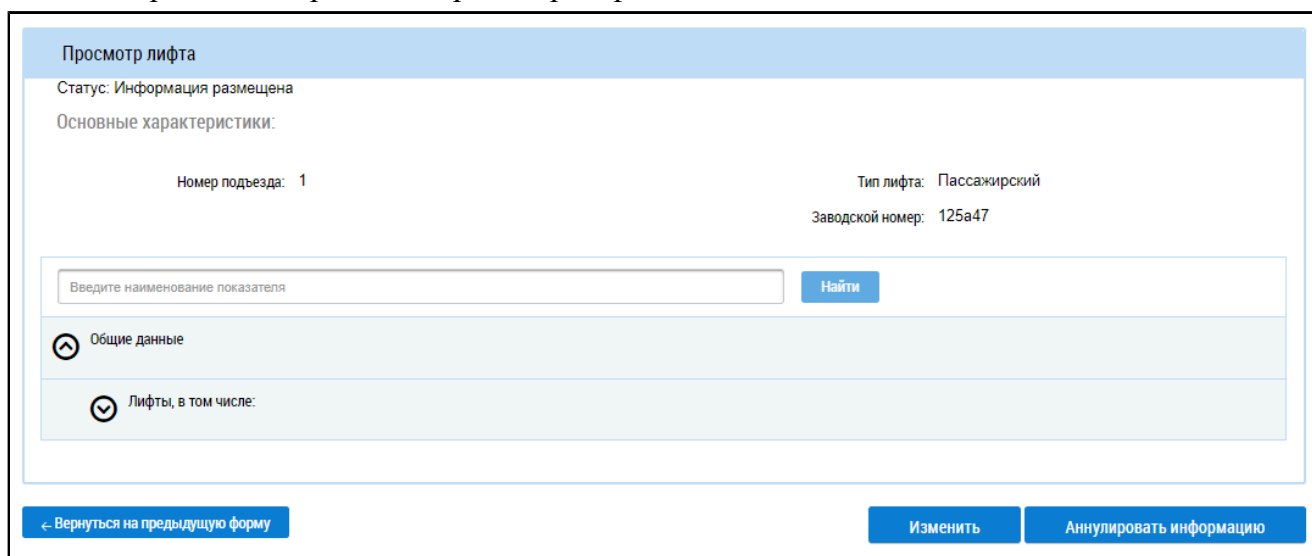 Просмотр лифта
Статус: Информация размещена
Основные характеристики:
Номер подъезда: 1 Тип лифта: Пассажирский
Заводской номер: 125а47
Введите наименование показателя Найти
Общие данные
Лифты, в том числе:
← Вернуться на предыдущую форму Изменить Аннулировать информацию